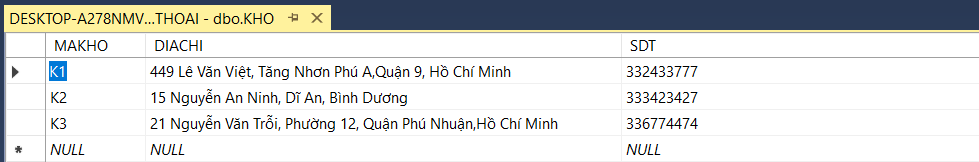 DESKTOP-A278NMV...THOAI - dbo.KHO
MAKHO DIACHI SDT
K1 449 Lê Văn Việt, Tăng Nhơn Phú A,Quận 9, Hồ Chí Minh 332433777
K2 15 Nguyễn An Ninh, Dĩ An, Bình Dương 333423427
K3 21 Nguyễn Văn Trỗi, Phường 12, Quận Phú Nhuận,Hồ Chí Minh 336774474
NULL NULL NULL